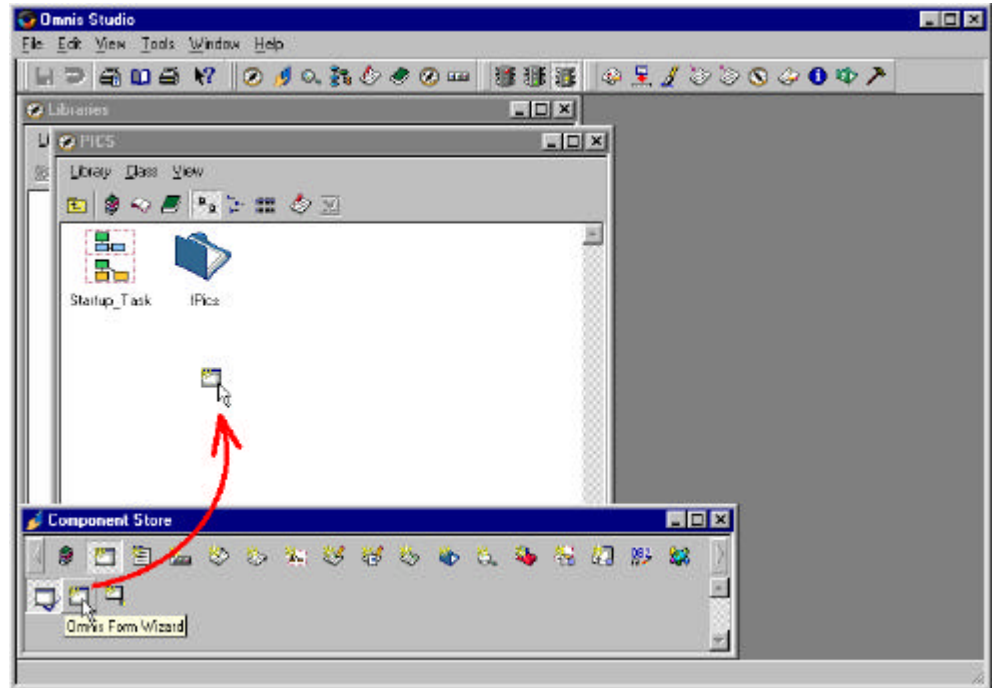 Omnis Studio
File Edit View Tools Window Help
Libraries
PICS
Library Class View
Startup_Task tPics
Component Store
Omnis Form Wizard